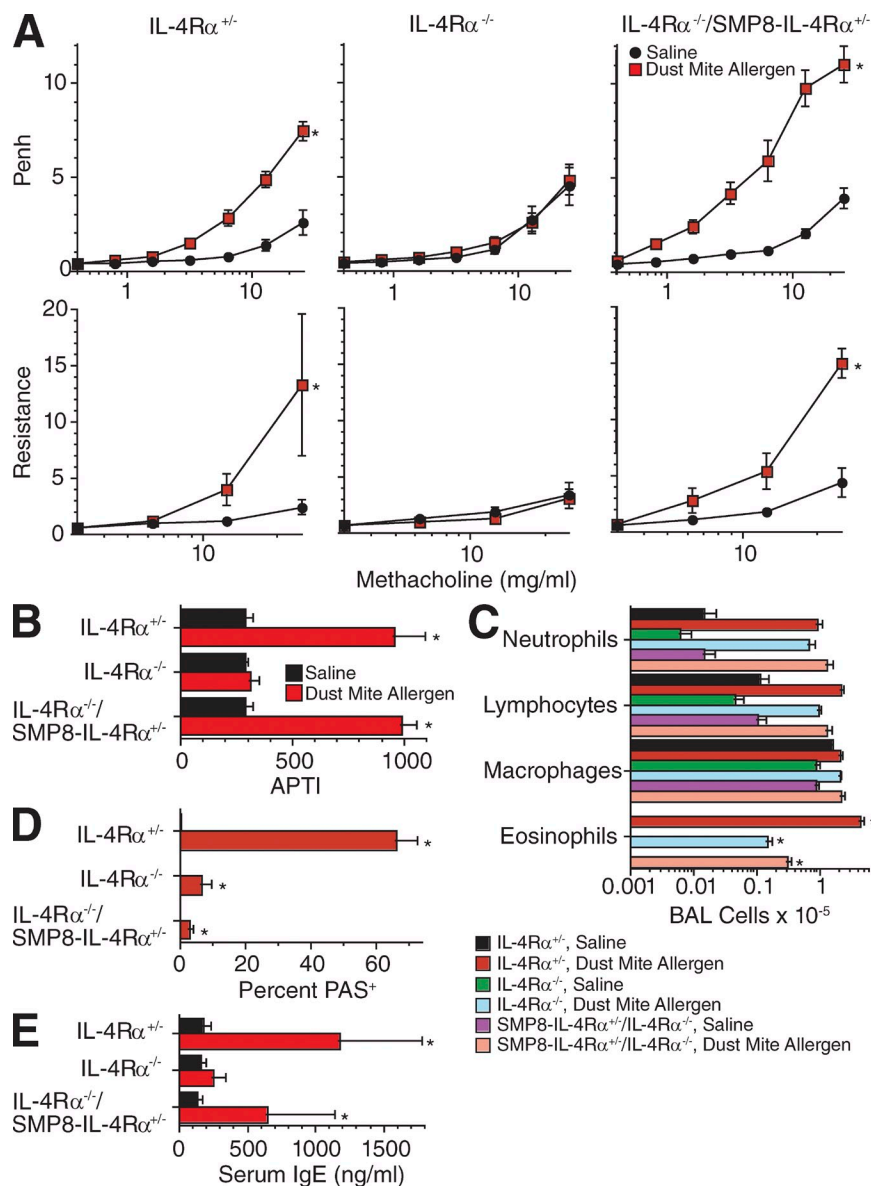 A
IL-4Rα+/-
IL-4Rα-/-
IL-4Rα-/-/SMP8-IL-4Rα+/-
Saline
Dust Mite Allergen
Penh
10
5
0
*
*
1
10
1
10
1
10
Resistance
20
15
10
5
0
*
*
10
10
10
Methacholine (mg/ml)
B
IL-4Rα+/-
*
IL-4Rα-/-
Saline
Dust Mite Allergen
IL-4Rα-/-/
SMP8-IL-4Rα+/-
*
0
500
1000
APTI
C
Neutrophils
Lymphocytes
Macrophages
Eosinophils
*
*
*
0.001
0.01
0.1
1
BAL Cells x 10-5
IL-4Rα+/-, Saline
IL-4Rα+/-, Dust Mite Allergen
IL-4Rα-/-, Saline
IL-4Rα-/-, Dust Mite Allergen
SMP8-IL-4Rα+/-/IL-4Rα-/-, Saline
SMP8-IL-4Rα+/-/IL-4Rα-/-, Dust Mite Allergen
D
IL-4Rα+/-
*
IL-4Rα-/-
*
IL-4Rα-/-/
SMP8-IL-4Rα+/-
*
0
20
40
60
Percent PAS+
E
IL-4Rα+/-
*
IL-4Rα-/-
IL-4Rα-/-/
SMP8-IL-4Rα+/-
*
0
500
1000
1500
Serum IgE (ng/ml)